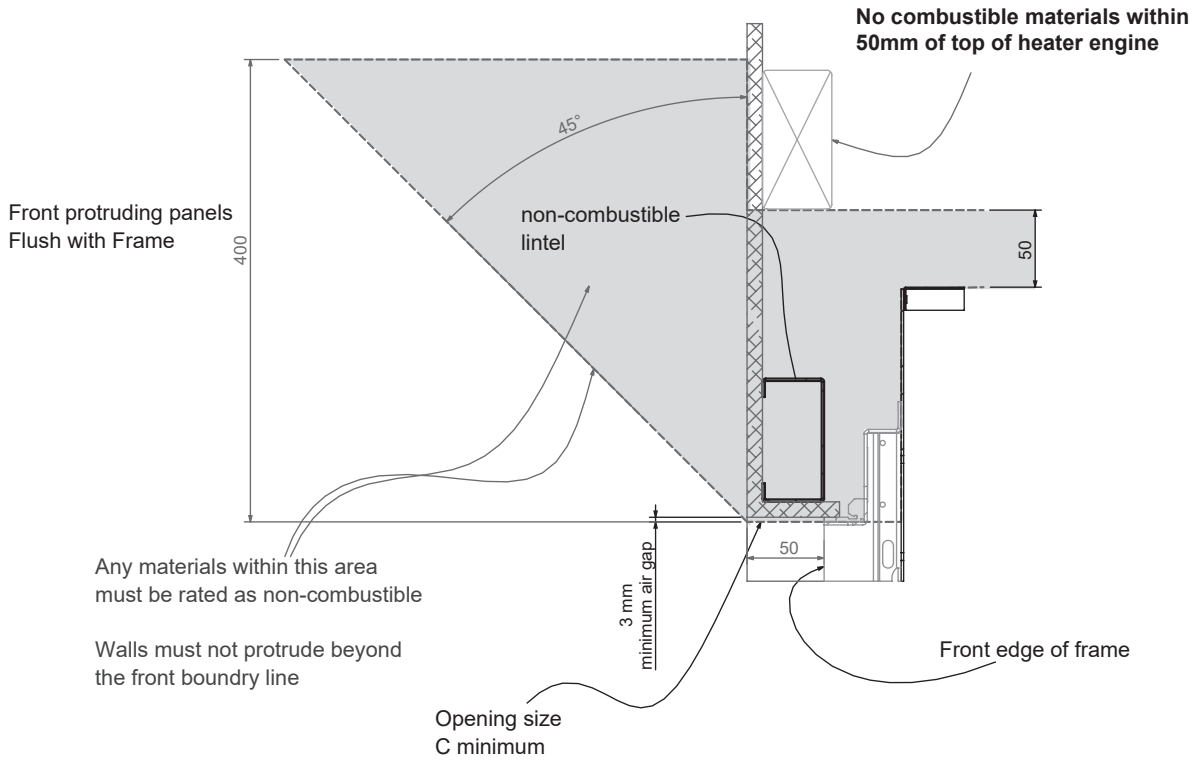 No combustible materials within
50mm of top of heater engine
45°
Front protruding panels
Flush with Frame
400
non-combustible
lintel
50
50
3 mm
minimum air gap
Any materials within this area
must be rated as non-combustible
Walls must not protrude beyond
the front boundry line
Front edge of frame
Opening size
C minimum